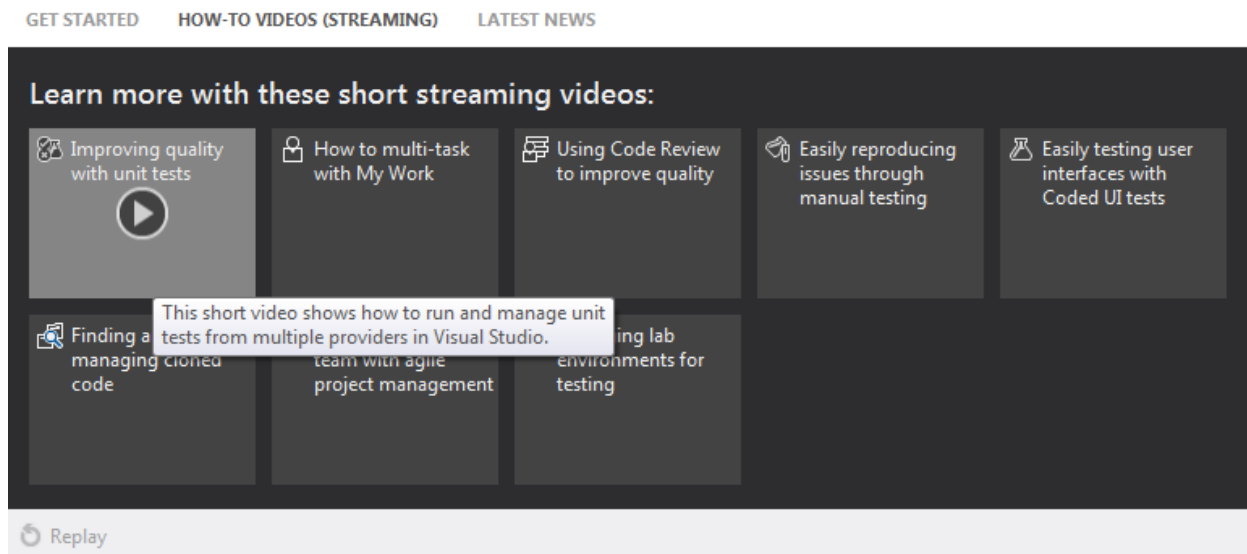 GET STARTED HOW-TO VIDEOS (STREAMING) LATEST NEWS
Learn more with these short streaming videos:
Improving quality
with unit tests
How to multi-task
with My Work
Using Code Review
to improve quality
Easily reproducing
issues through
manual testing
Easily testing user
interfaces with
Coded UI tests
This short video shows how to run and manage unit
tests from multiple providers in Visual Studio.
Finding
managing cloned
code
team with agile
project management
lab
environments for
testing
Replay